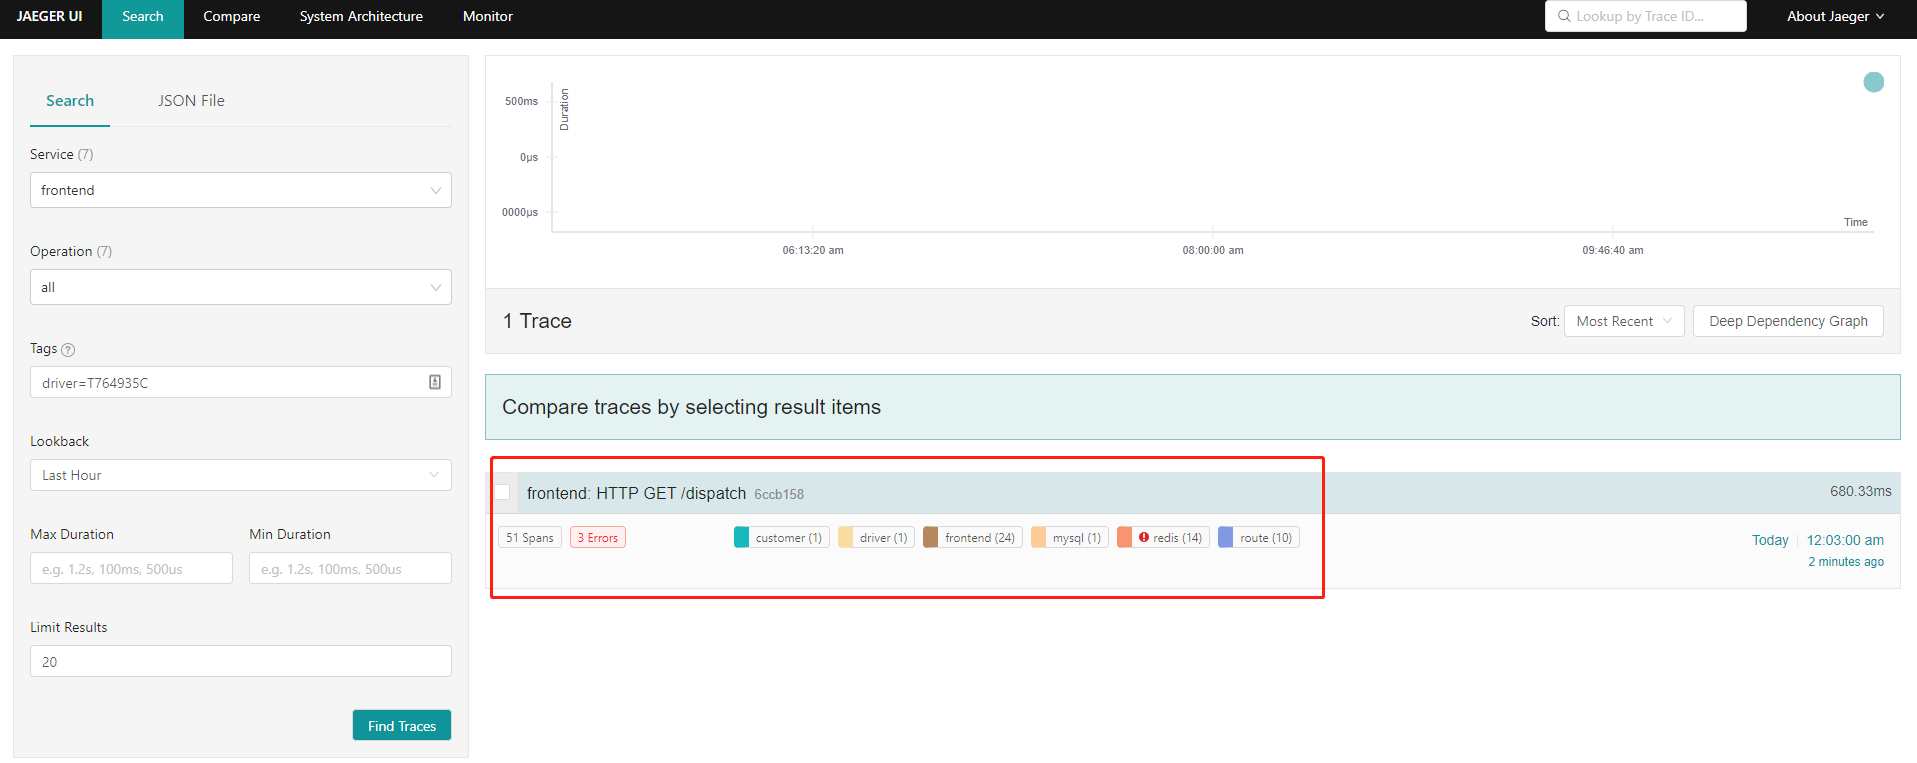 JAEGER UI Search Compare System Architecture Monitor Lookup by Trace ID... About Jaeger
Search JSON File
Service (7)
frontend
Operation (7)
all
Tags ?
driver=T764935C
Lookback
Last Hour
Max Duration Min Duration
e.g. 1.2s, 100ms, 500us e.g. 1.2s, 100ms, 500us
Limit Results
20
Find Traces
Duration
500ms
0μs
0000μs
Time
06:13:20 am 08:00:00 am 09:46:40 am
1 Trace Sort: Most Recent Deep Dependency Graph
Compare traces by selecting result items
frontend: HTTP GET /dispatch 6ccb158 680.33ms
51 Spans 3 Errors customer (1) driver (1) frontend (24) mysql (1) redis (14) route (10) Today 12:03:00 am
2 minutes ago